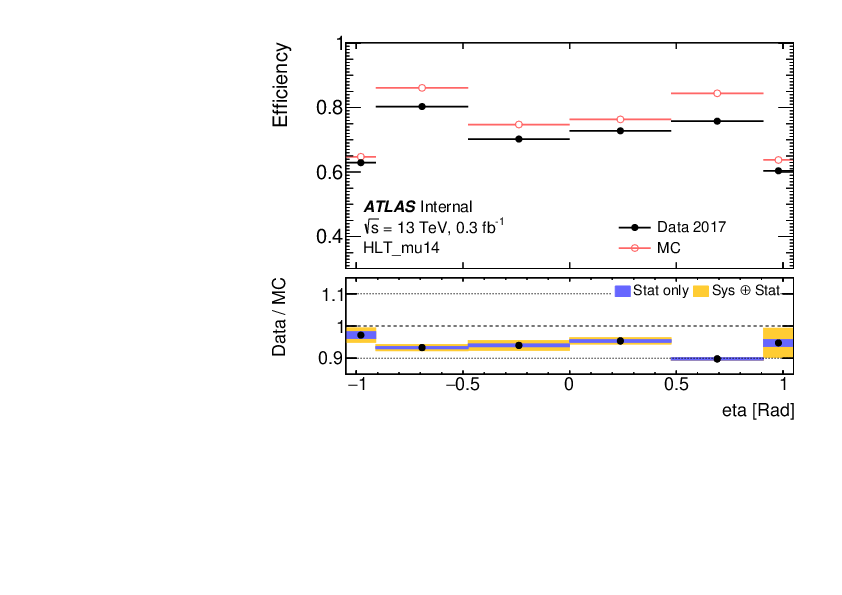 Efficiency
1
0.8
0.6
0.4
ATLAS Internal
√s = 13 TeV, 0.3 fb-1
HLT_mu14
Data 2017
MC
Data / MC
1.1
1
0.9
Stat only
Sys ⊕ Stat
−1
−0.5
0
0.5
1
eta [Rad]